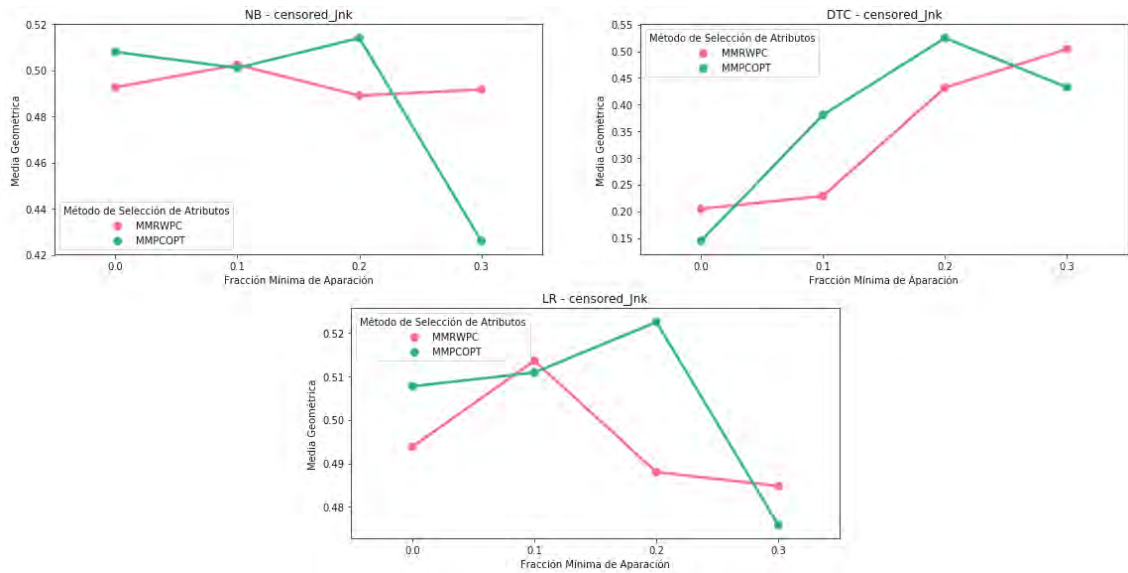 NB - censored_Jnk
0.52
0.50
0.48
0.46
0.44
0.42
Media Geométrica
Método de Selección de Atributos
MMRWPC
MMPCOPT
0.0 0.1 0.2 0.3
Fracción Mínima de Aparación
DTC - censored_Jnk
0.55
0.50
0.45
0.40
0.35
0.30
0.25
0.20
0.15
Media Geométrica
Método de Selección de Atributos
MMRWPC
MMPCOPT
0.0 0.1 0.2 0.3
Fracción Mínima de Aparación
LR - censored_Jnk
0.52
0.51
0.50
0.49
0.48
Media Geométrica
Método de Selección de Atributos
MMRWPC
MMPCOPT
0.0 0.1 0.2 0.3
Fracción Mínima de Aparación